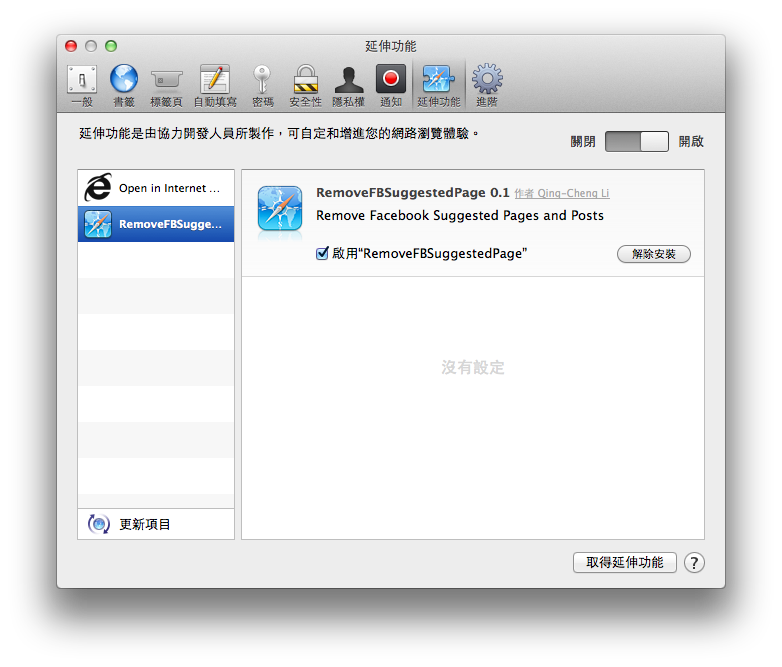 延伸功能
一般 書籤 標籤頁 自動填寫 密碼 安全性 隱私權 通知 延伸功能 進階
延伸功能是由協力開發人員所製作，可自定和增進您的網路瀏覽體驗。
關閉 開啟
Open in Internet ...
RemoveFBSugge...
RemoveFBSuggestedPage 0.1 作者 Qing-Cheng Li
Remove Facebook Suggested Pages and Posts
啟用“RemoveFBSuggestedPage”
解除安裝
沒有設定
更新項目
取得延伸功能 ?